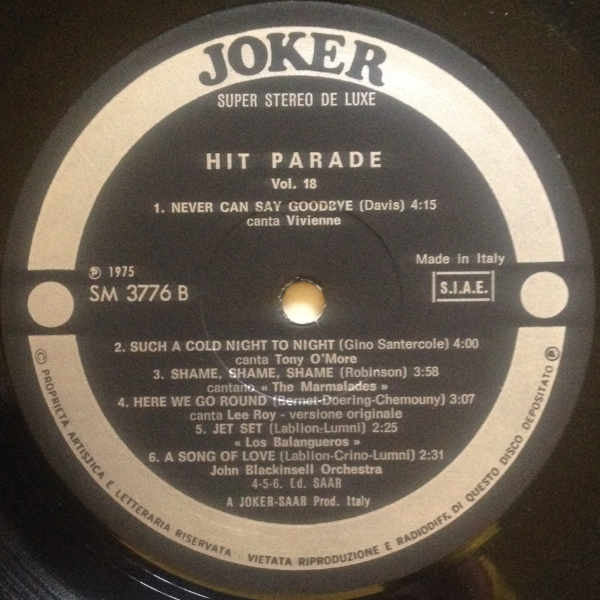 JOKER
SUPER STEREO DE LUXE
HIT PARADE
Vol. 18
1. NEVER CAN SAY GOODBYE (Davis) 4:15
canta Vivienne
Ⓟ 1975
SM 3776 B
Made in Italy
S.I.A.E.
2. SUCH A COLD NIGHT TO NIGHT (Gino Santercole) 4:00
canta Tony O'More
3. SHAME, SHAME, SHAME (Robinson) 3:58
cantano « The Marmalades »
4. HERE WE GO ROUND (Bernet-Doering-Chemouny) 3:07
canta Lee Roy - versione originale
5. JET SET (Lablion-Lumni) 2:25
« Los Balangueros »
6. A SONG OF LOVE (Lablion-Crino-Lumni) 2:31
John Blackinsell Orchestra
4-5-6. Ed. SAAR
A JOKER-SAAR Prod. Italy
© PROPRIETA ARTISTICA E LETTERARIA RISERVATA - VIETATA RIPRODUZIONE E RADIODIFF. DI QUESTO DISCO DEPOSITATO Ⓟ